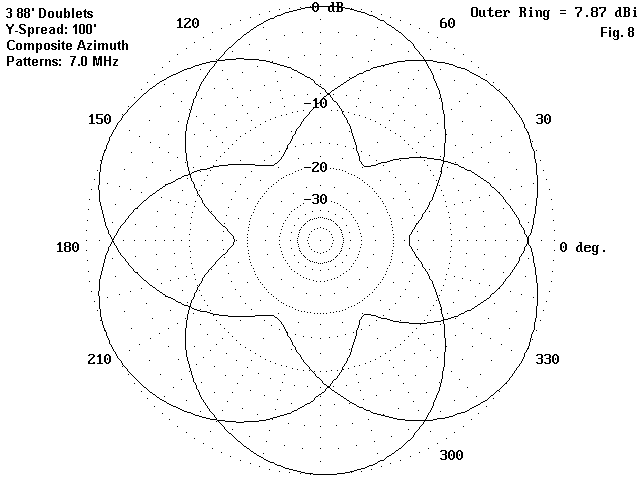 3 88' Doublets
Y-Spread: 100'
Composite Azimuth
Patterns: 7.0 MHz
Outer Ring = 7.87 dBi
Fig. 8
0 dB
120
60
-10
150
30
-20
-30
180
0 deg.
210
330
300